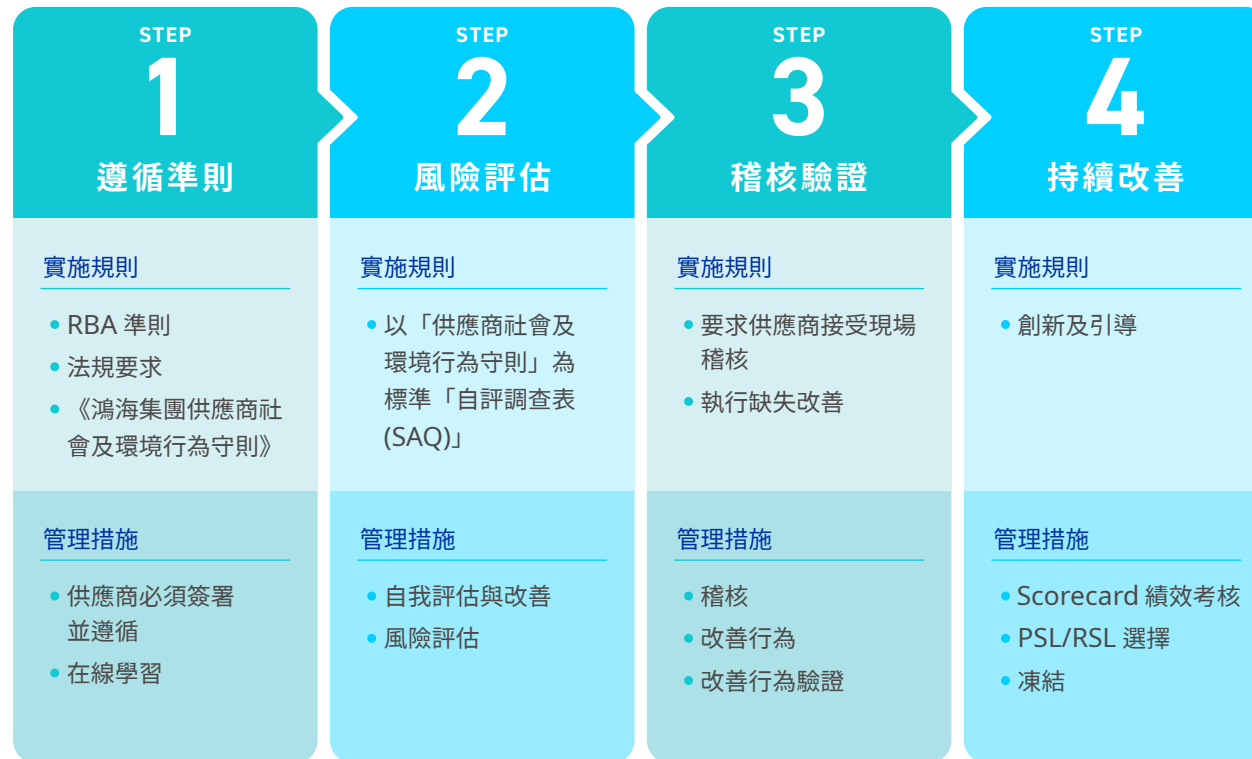 STEP
1
遵循準則
實施規則
RBA 準則
法規要求
《鴻海集團供應商社
會及環境行為守則》
管理措施
供應商必須簽署
並遵循
在線學習
STEP
2
風險評估
實施規則
以「供應商社會及
環境行為守則」為
標準「自評調查表
(SAQ)」
管理措施
自我評估與改善
風險評估
STEP
3
稽核驗證
實施規則
要求供應商接受現場
稽核
執行缺失改善
管理措施
稽核
改善行為
改善行為驗證
STEP
4
持續改善
實施規則
創新及引導
管理措施
Scorecard 績效考核
PSL/RSL 選擇
凍結